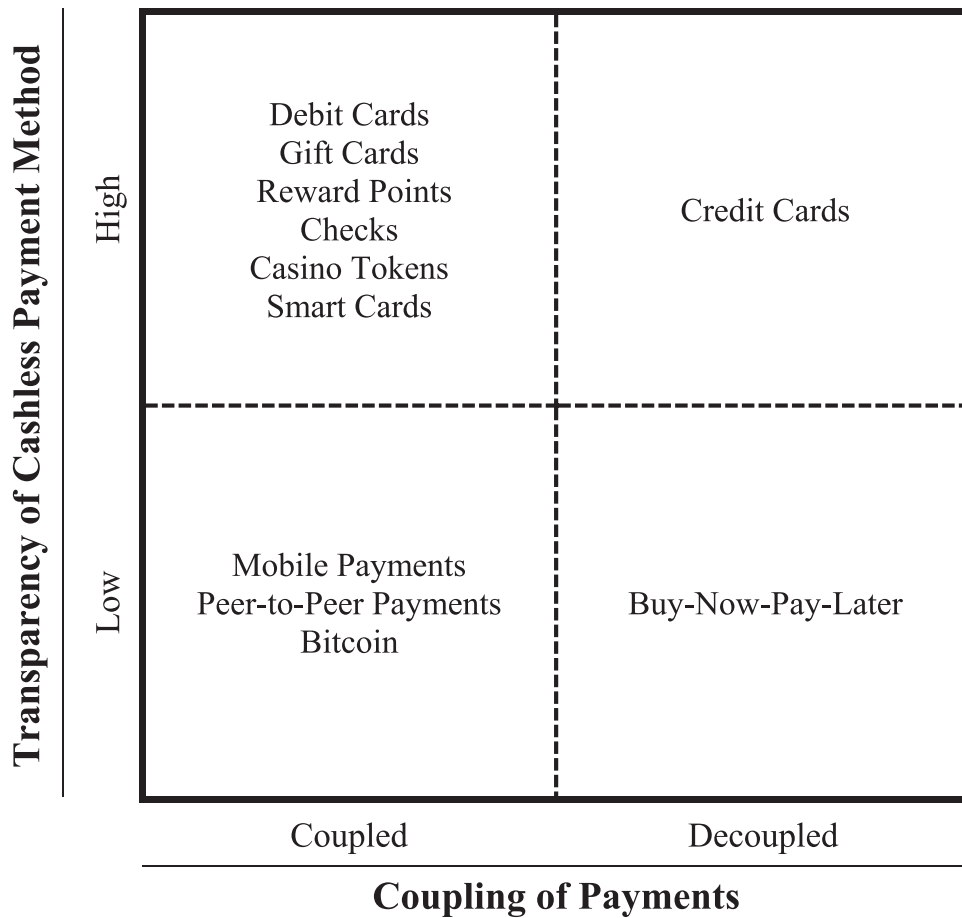 Transparency of Cashless Payment Method
High
Debit Cards
Gift Cards
Reward Points
Checks
Casino Tokens
Smart Cards
Credit Cards
Low
Mobile Payments
Peer-to-Peer Payments
Bitcoin
Buy-Now-Pay-Later
Coupled
Decoupled
Coupling of Payments